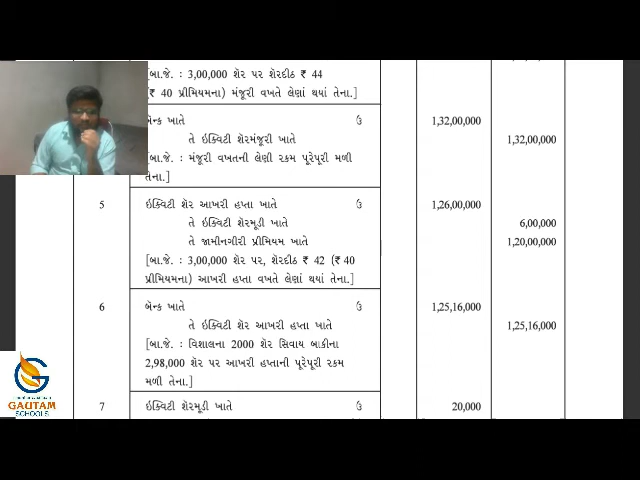 [બા.જે. : 3,00,000 શૅર પર શૅરદીઠ ₹ 44
(₹ 40 પ્રીમિયમના) મંજૂરી વખતે લેણાં થયાં તેના.]
બૅન્ક ખાતે ઉ 1,32,00,000
તે ઇક્વિટી શૅરમંજૂરી ખાતે 1,32,00,000
[બા.જે. : મંજૂરી વખતની લેણી રકમ પૂરેપૂરી મળી
તેના.]
5 ઇક્વિટી શૅર આખરી હપ્તા ખાતે ઉ 1,26,00,000
તે ઇક્વિટી શૅરમૂડી ખાતે 6,00,000
તે જામીનગીરી પ્રીમિયમ ખાતે 1,20,00,000
[બા.જે. : 3,00,000 શૅર પર, શૅરદીઠ ₹ 42 (₹ 40
પ્રીમિયમના) આખરી હપ્તા વખતે લેણાં થયાં તેના.]
6 બૅન્ક ખાતે ઉ 1,25,16,000
તે ઇક્વિટી શૅર આખરી હપ્તા ખાતે 1,25,16,000
[બા.જે. : વિશાલના 2000 શૅર સિવાય બાકીના
2,98,000 શૅર પર આખરી હપ્તાની પૂરેપૂરી રકમ
મળી તેના.]
7 ઇક્વિટી શૅરમૂડી ખાતે ઉ 20,000
GAUTAM
SCHOOLS